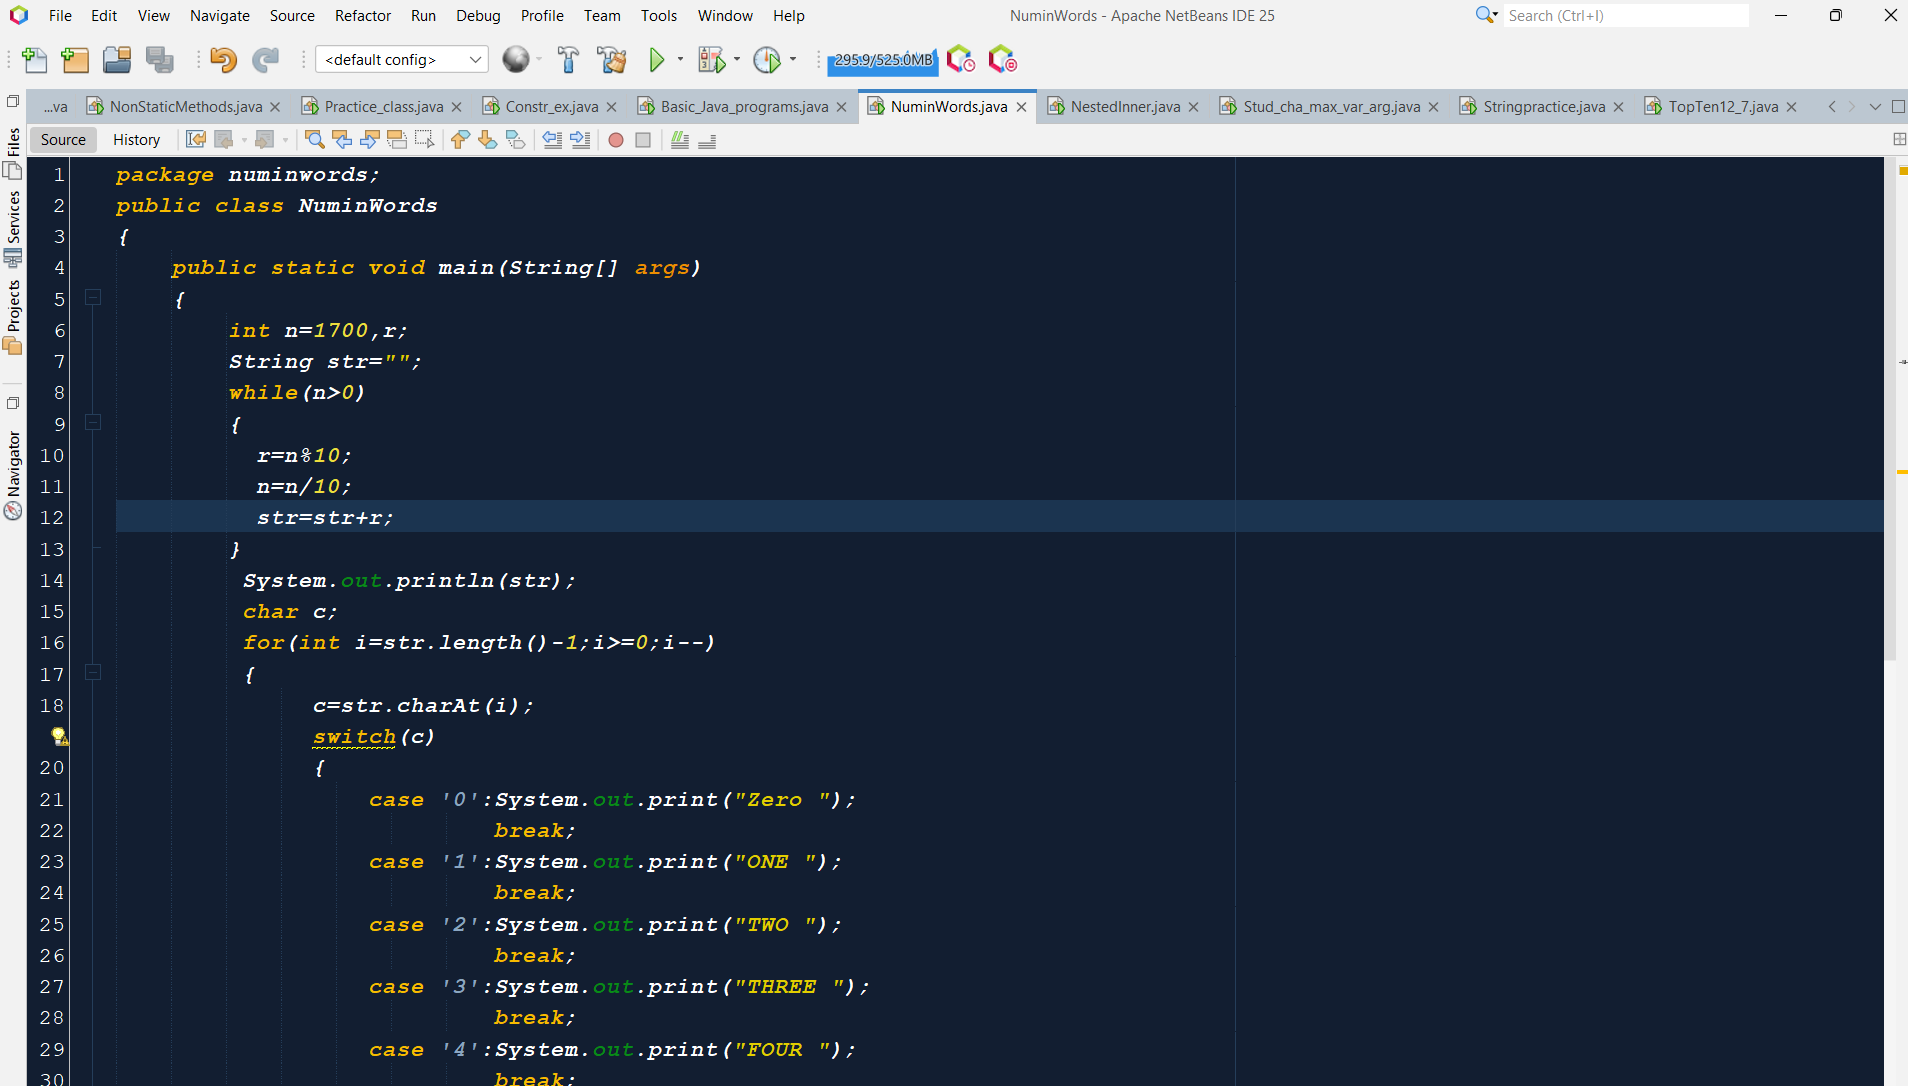 File Edit View Navigate Source Refactor Run Debug Profile Team Tools Window Help NuminWords - Apache NetBeans IDE 25 Search (Ctrl+I)
<default config> 295.9/525.0MB
...va NonStaticMethods.java Practice_class.java Constr_ex.java Basic_Java_programs.java NuminWords.java NestedInner.java Stud_cha_max_var_arg.java Stringpractice.java TopTen12_7.java
Source History
Files
Services
Projects
Navigator
1 package numinwords;
2 public class NuminWords
3 {
4 public static void main(String[] args)
5 {
6 int n=1700,r;
7 String str="";
8 while(n>0)
9 {
10 r=n%10;
11 n=n/10;
12 str=str+r;
13 }
14 System.out.println(str);
15 char c;
16 for(int i=str.length()-1;i>=0;i--)
17 {
18 c=str.charAt(i);
switch(c)
20 {
21 case '0':System.out.print("Zero ");
22 break;
23 case '1':System.out.print("ONE ");
24 break;
25 case '2':System.out.print("TWO ");
26 break;
27 case '3':System.out.print("THREE ");
28 break;
29 case '4':System.out.print("FOUR ");
30 break;